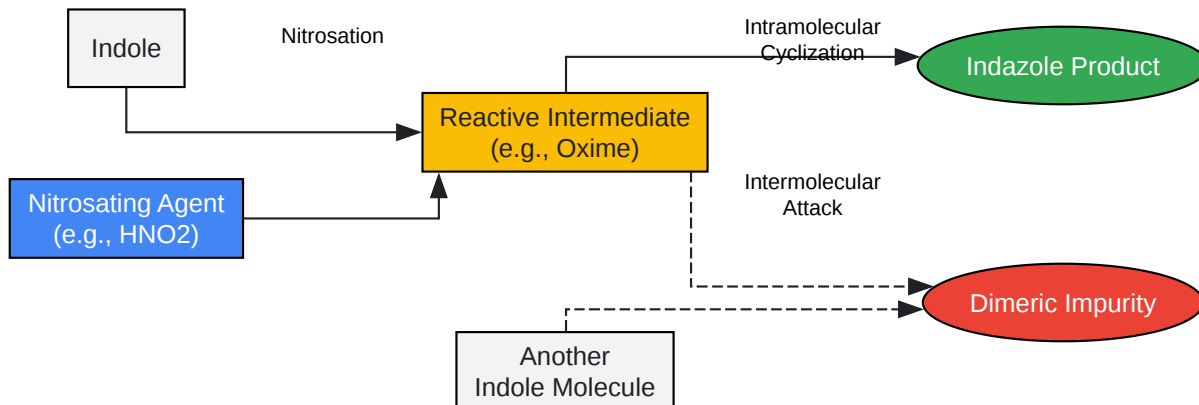 Indole
Nitrosation
Intramolecular
Cyclization
Indazole Product
Reactive Intermediate
(e.g., Oxime)
Nitrosating Agent
(e.g., HNO2)
Intermolecular
Attack
Dimeric Impurity
Another
Indole Molecule